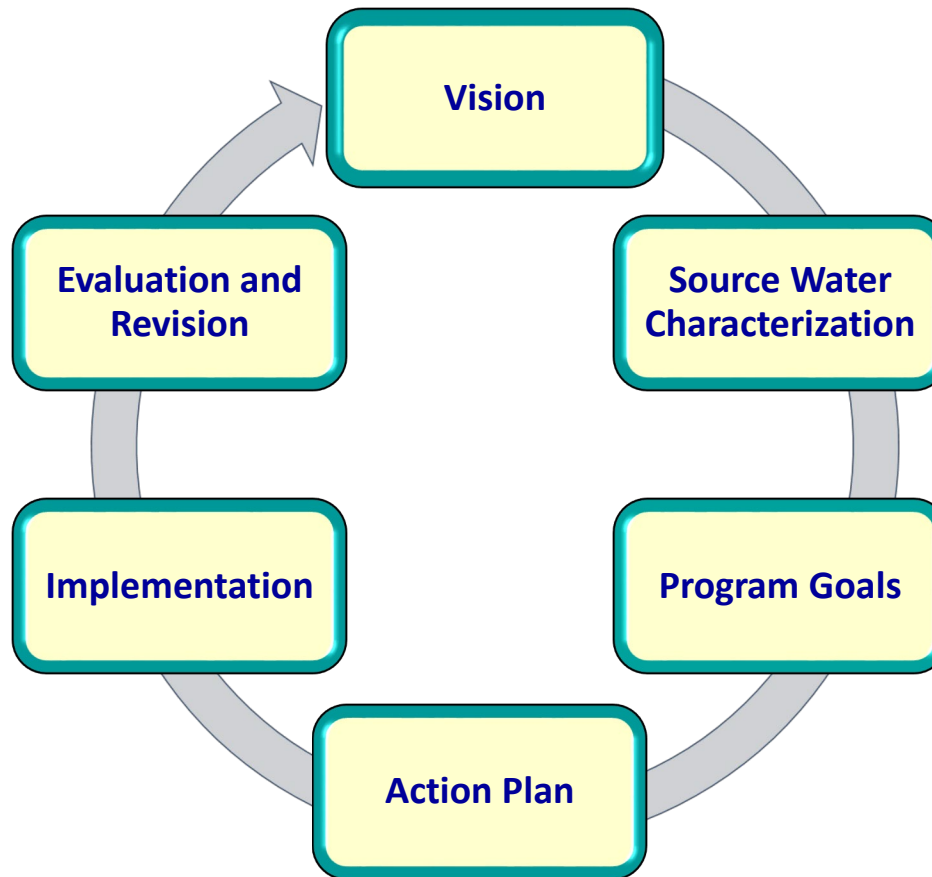 Vision
Source Water
Characterization
Program Goals
Action Plan
Implementation
Evaluation and
Revision